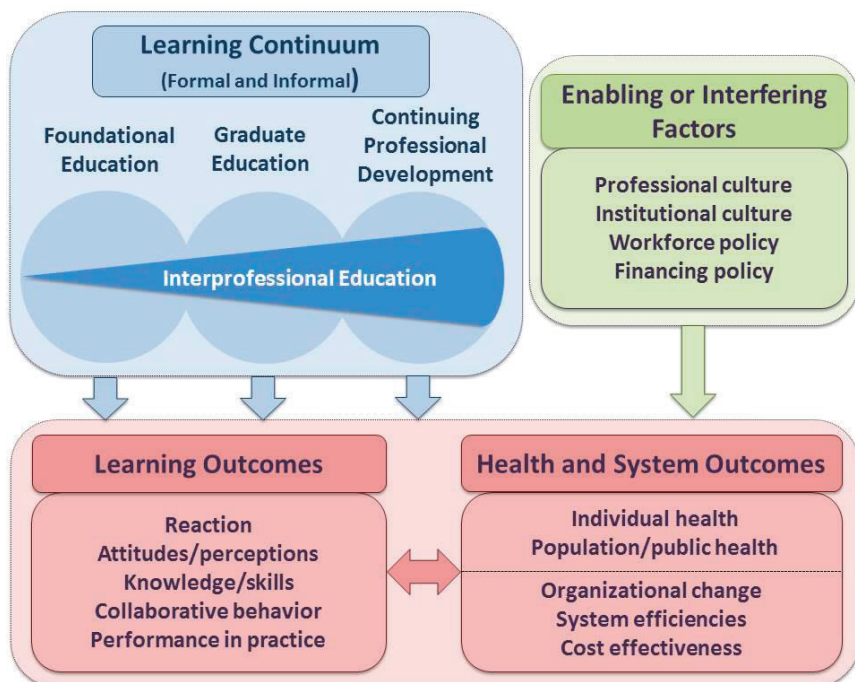 Learning Continuum
(Formal and Informal)
Foundational
Education
Graduate
Education
Continuing
Professional
Development
Interprofessional Education
Enabling or Interfering
Factors
Professional culture
Institutional culture
Workforce policy
Financing policy
Learning Outcomes
Reaction
Attitudes/perceptions
Knowledge/skills
Collaborative behavior
Performance in practice
Health and System Outcomes
Individual health
Population/public health
Organizational change
System efficiencies
Cost effectiveness